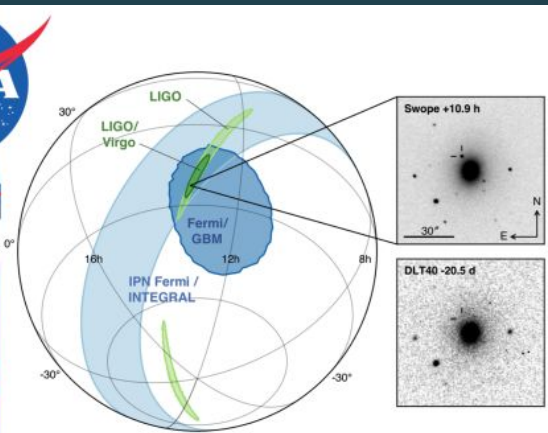 A
30°
LIGO
LIGO/
Virgo
Fermi/
GBM
0°
16h
12h
8h
IPN Fermi /
INTEGRAL
-30°
-30°
Swope +10.9 h
N
E
30"
DLT40 -20.5 d